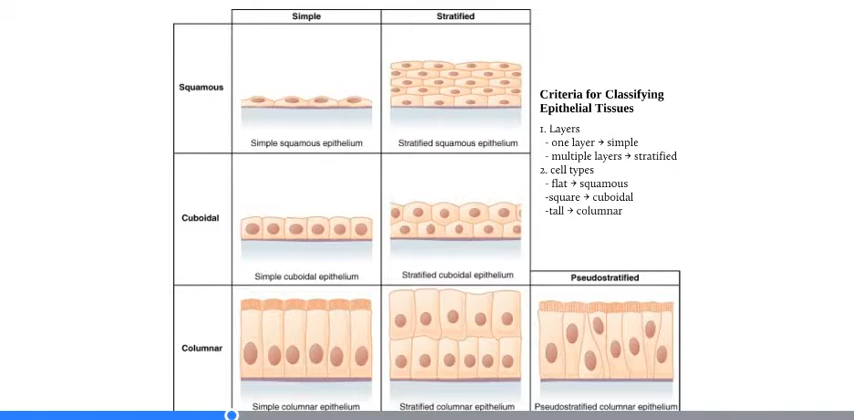 Simple
Stratified
Squamous
Simple squamous epithelium
Stratified squamous epithelium
Criteria for Classifying
Epithelial Tissues
1. Layers
- one layer → simple
- multiple layers → stratified
2. cell types
- flat → squamous
-square → cuboidal
-tall → columnar
Cuboidal
Simple cuboidal epithelium
Stratified cuboidal epithelium
Pseudostratified
Columnar
Simple columnar epithelium
Stratified columnar epithelium
Pseudostratified columnar epithelium